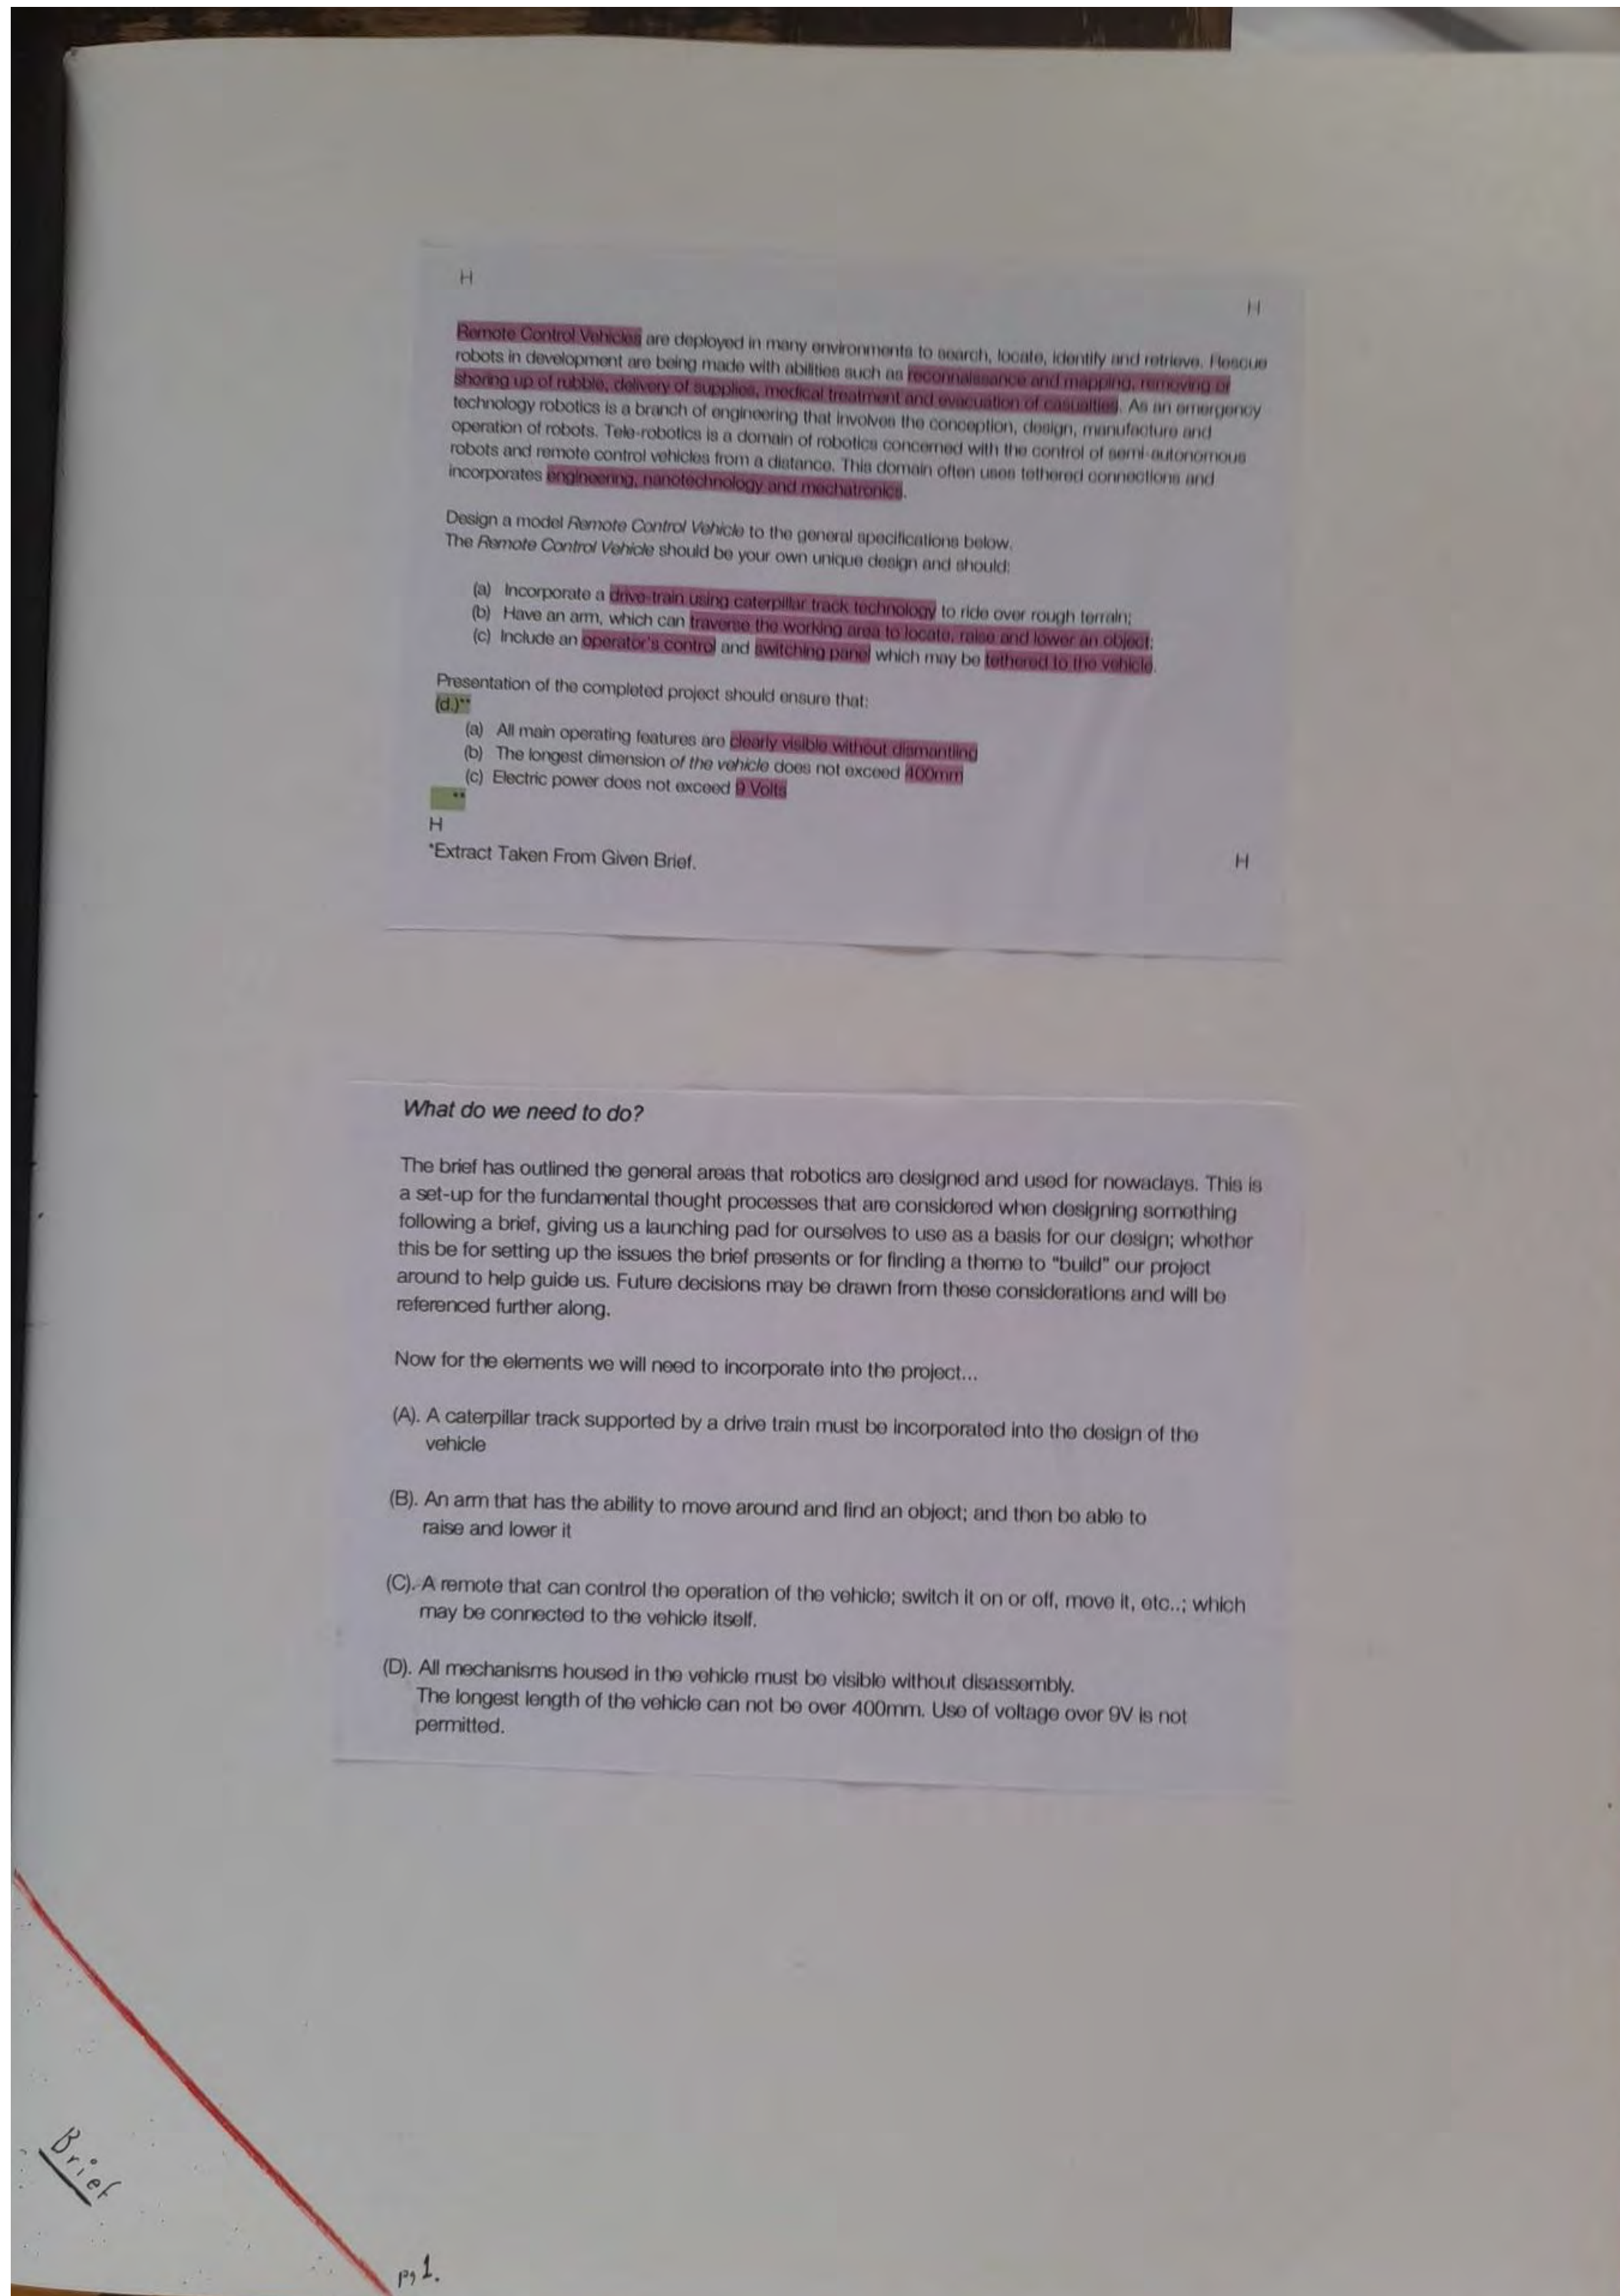 H
H
Remote Control Vehicles are deployed in many environments to search, locate, identify and retrieve. Rescue
robots in development are being made with abilities such as reconnaissance and mapping, removing or
shoring up of rubble, delivery of supplies, medical treatment and evacuation of casualties. As an emergency
technology robotics is a branch of engineering that involves the conception, design, manufacture and
operation of robots. Tele-robotics is a domain of robotics concerned with the control of semi-autonomous
robots and remote control vehicles from a distance. This domain often uses tethered connections and
incorporates engineering, nanotechnology and mechatronics.
Design a model Remote Control Vehicle to the general specifications below.
The Remote Control Vehicle should be your own unique design and should:
(a) Incorporate a drive-train using caterpillar track technology to ride over rough terrain;
(b) Have an arm, which can traverse the working area to locate, raise and lower an object;
(c) Include an operator's control and switching panel which may be tethered to the vehicle.
Presentation of the completed project should ensure that:
(d.)**
(a) All main operating features are clearly visible without dismantling
(b) The longest dimension of the vehicle does not exceed 400mm
(c) Electric power does not exceed 9 Volts
**
H
H
*Extract Taken From Given Brief.
What do we need to do?
The brief has outlined the general areas that robotics are designed and used for nowadays. This is
a set-up for the fundamental thought processes that are considered when designing something
following a brief, giving us a launching pad for ourselves to use as a basis for our design; whether
this be for setting up the issues the brief presents or for finding a theme to "build" our project
around to help guide us. Future decisions may be drawn from these considerations and will be
referenced further along.
Now for the elements we will need to incorporate into the project...
(A). A caterpillar track supported by a drive train must be incorporated into the design of the
vehicle
(B). An arm that has the ability to move around and find an object; and then be able to
raise and lower it
(C). A remote that can control the operation of the vehicle; switch it on or off, move it, etc..; which
may be connected to the vehicle itself.
(D). All mechanisms housed in the vehicle must be visible without disassembly.
The longest length of the vehicle can not be over 400mm. Use of voltage over 9V is not
permitted.
Brief
pg 1.